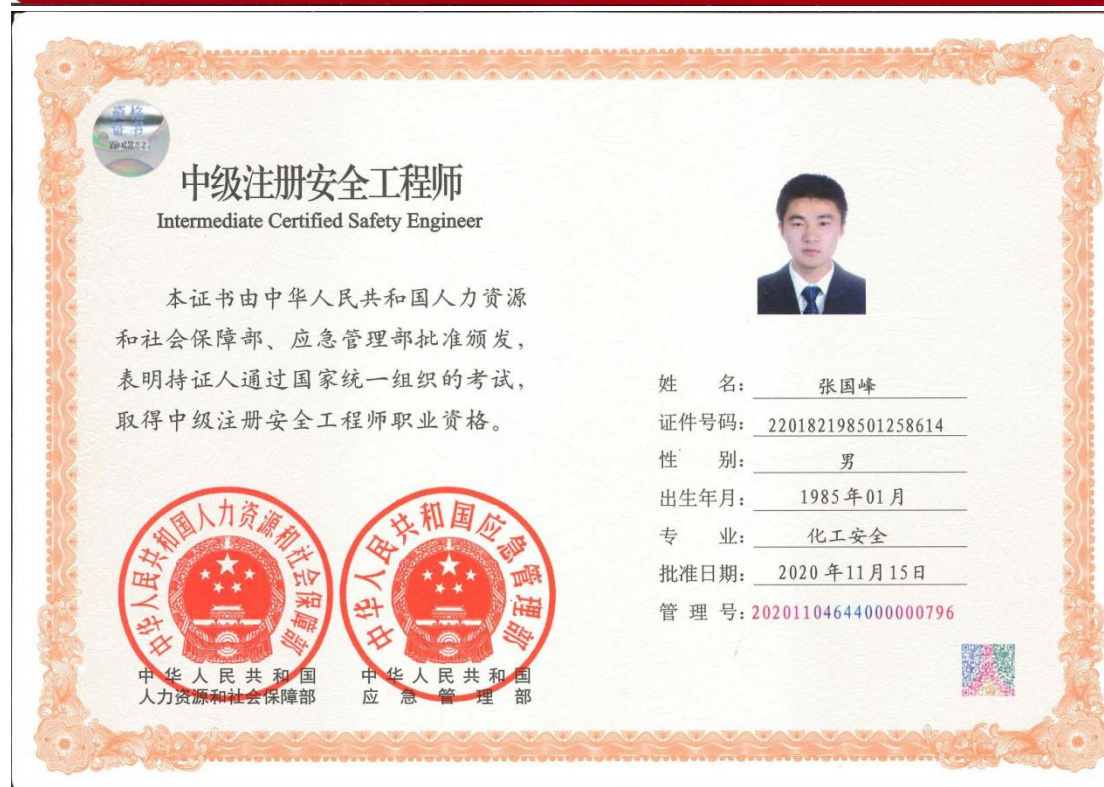 资格
证书
中级注册安全工程师
Intermediate Certified Safety Engineer
本证书由中华人民共和国人力资源
和社会保障部、应急管理部批准颁发,
表明持证人通过国家统一组织的考试,
取得中级注册安全工程师职业资格。
中华人民共和国人力资源和社会保障部
中华人民共和国
人力资源和社会保障部
中华人民共和国应急管理部
中华人民共和国
应急管理部
姓 名: 张国峰
证件号码: 220182198501258614
性 别: 男
出生年月: 1985年01月
专 业: 化工安全
批准日期: 2020年11月15日
管 理 号: 20201104644000000796